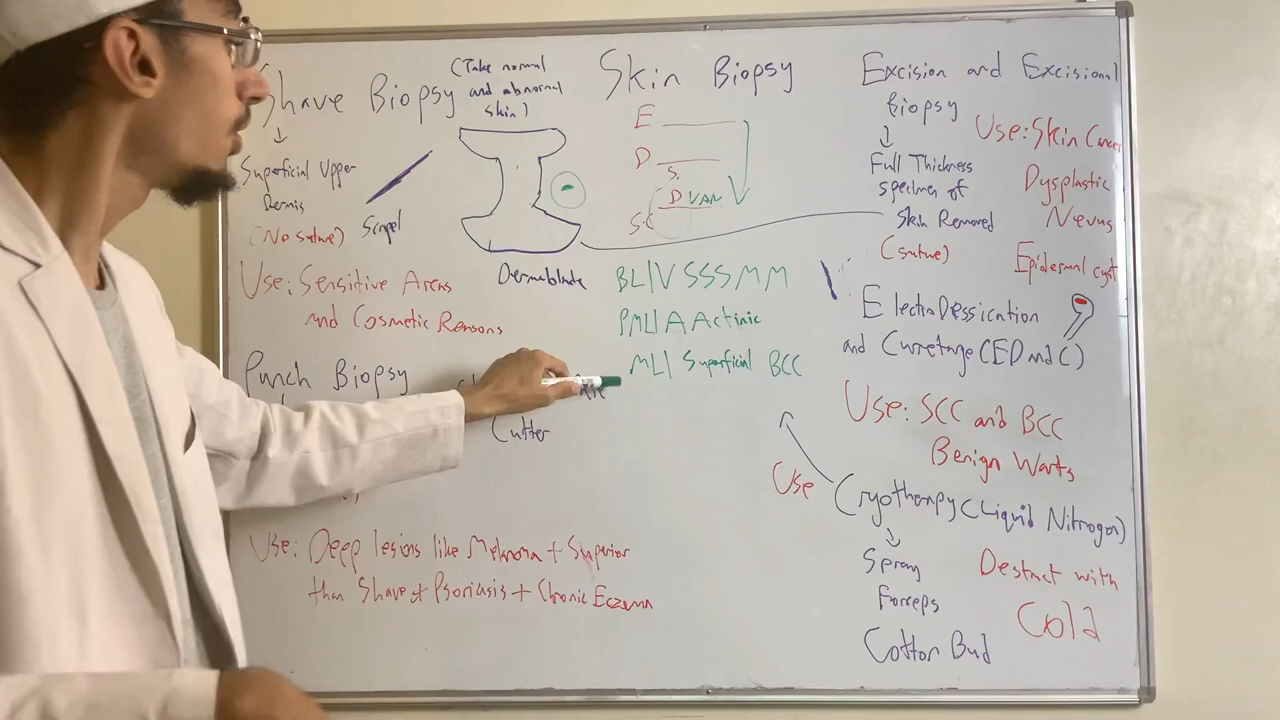 Shave Biopsy
Superficial Upper
Dermis
(No suture)
Scapel
(Take normal
and abnormal
skin)
Dermablade
Use: Sensitive Areas
and Cosmetic Reasons
Punch Biopsy
Cutter
Use: Deep lesions like Melnoma + Superior
than Shave + Psoriasis + Chronic Eczema
Skin Biopsy
E
D
S.
D VAN
SC
BL|V SSSMM
PML|A Actinic
ML| Superficial BCC
Excision and Excisional
Biopsy
Full Thickness
specimen of
Skin Removed
(suture)
Use: Skin Cancer
Dysplastic
Nevus
Epidermal cyst
Electro Dessication
and Curretage (ED and C)
Use: SCC and BCC
Benign Warts
Use
Cryotherapy (Liquid Nitrogen)
Spray
Forceps
Cotton Bud
Destruct with
Cold